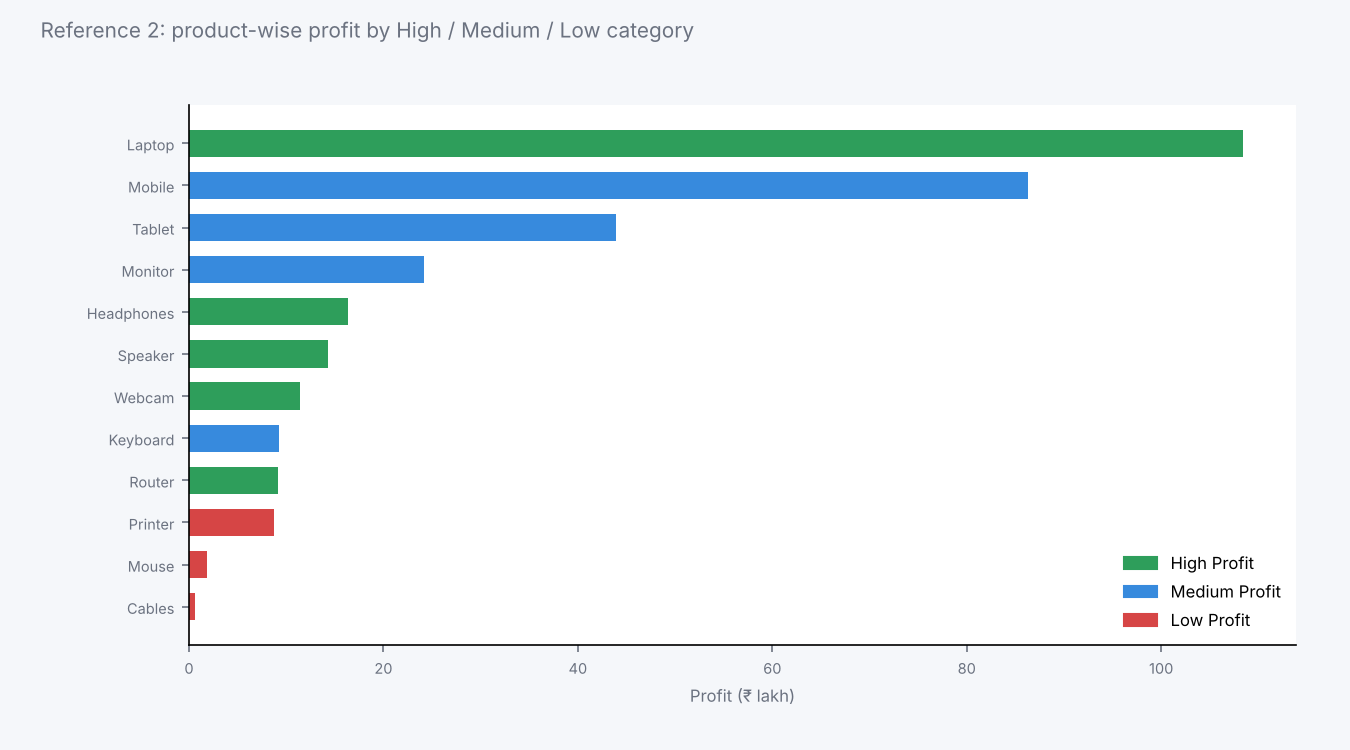 Reference 2: product-wise profit by High / Medium / Low category
Laptop
Mobile
Tablet
Monitor
Headphones
Speaker
Webcam
Keyboard
Router
Printer
Mouse
Cables
High Profit
Medium Profit
Low Profit
0 20 40 60 80 100
Profit (₹ lakh)